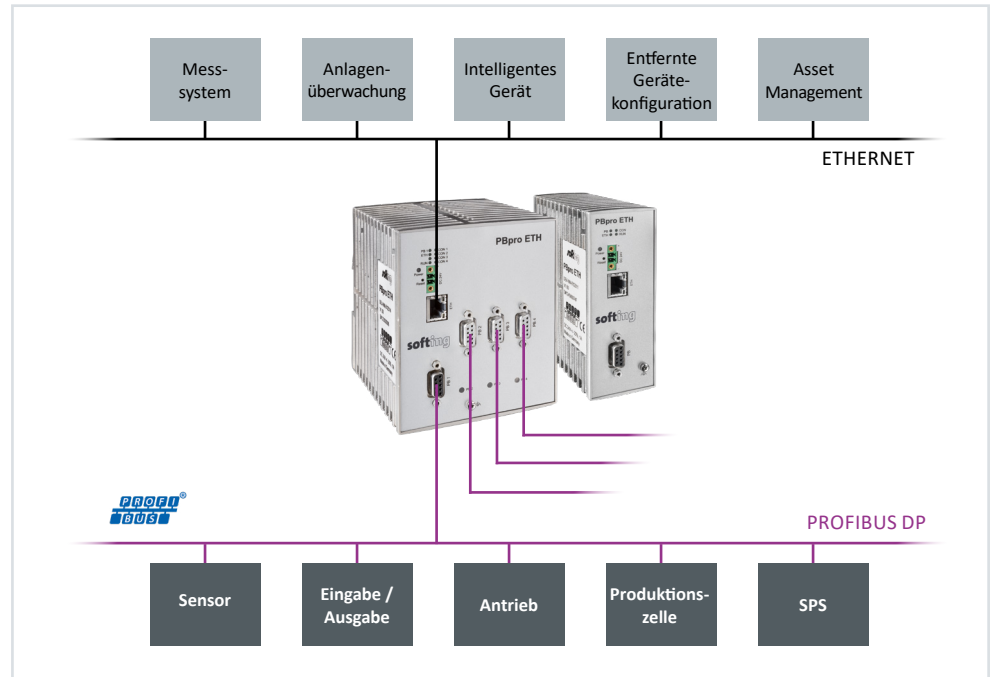 Mess-
system
Anlagen-
überwachung
Intelligentes
Gerät
Entfernte
Geräte-
konfiguration
Asset
Management
ETHERNET
PBpro ETH
PBpro ETH
softing
softing
PROFI
BUS®
PROFIBUS DP
Sensor
Eingabe /
Ausgabe
Antrieb
Produktions-
zelle
SPS